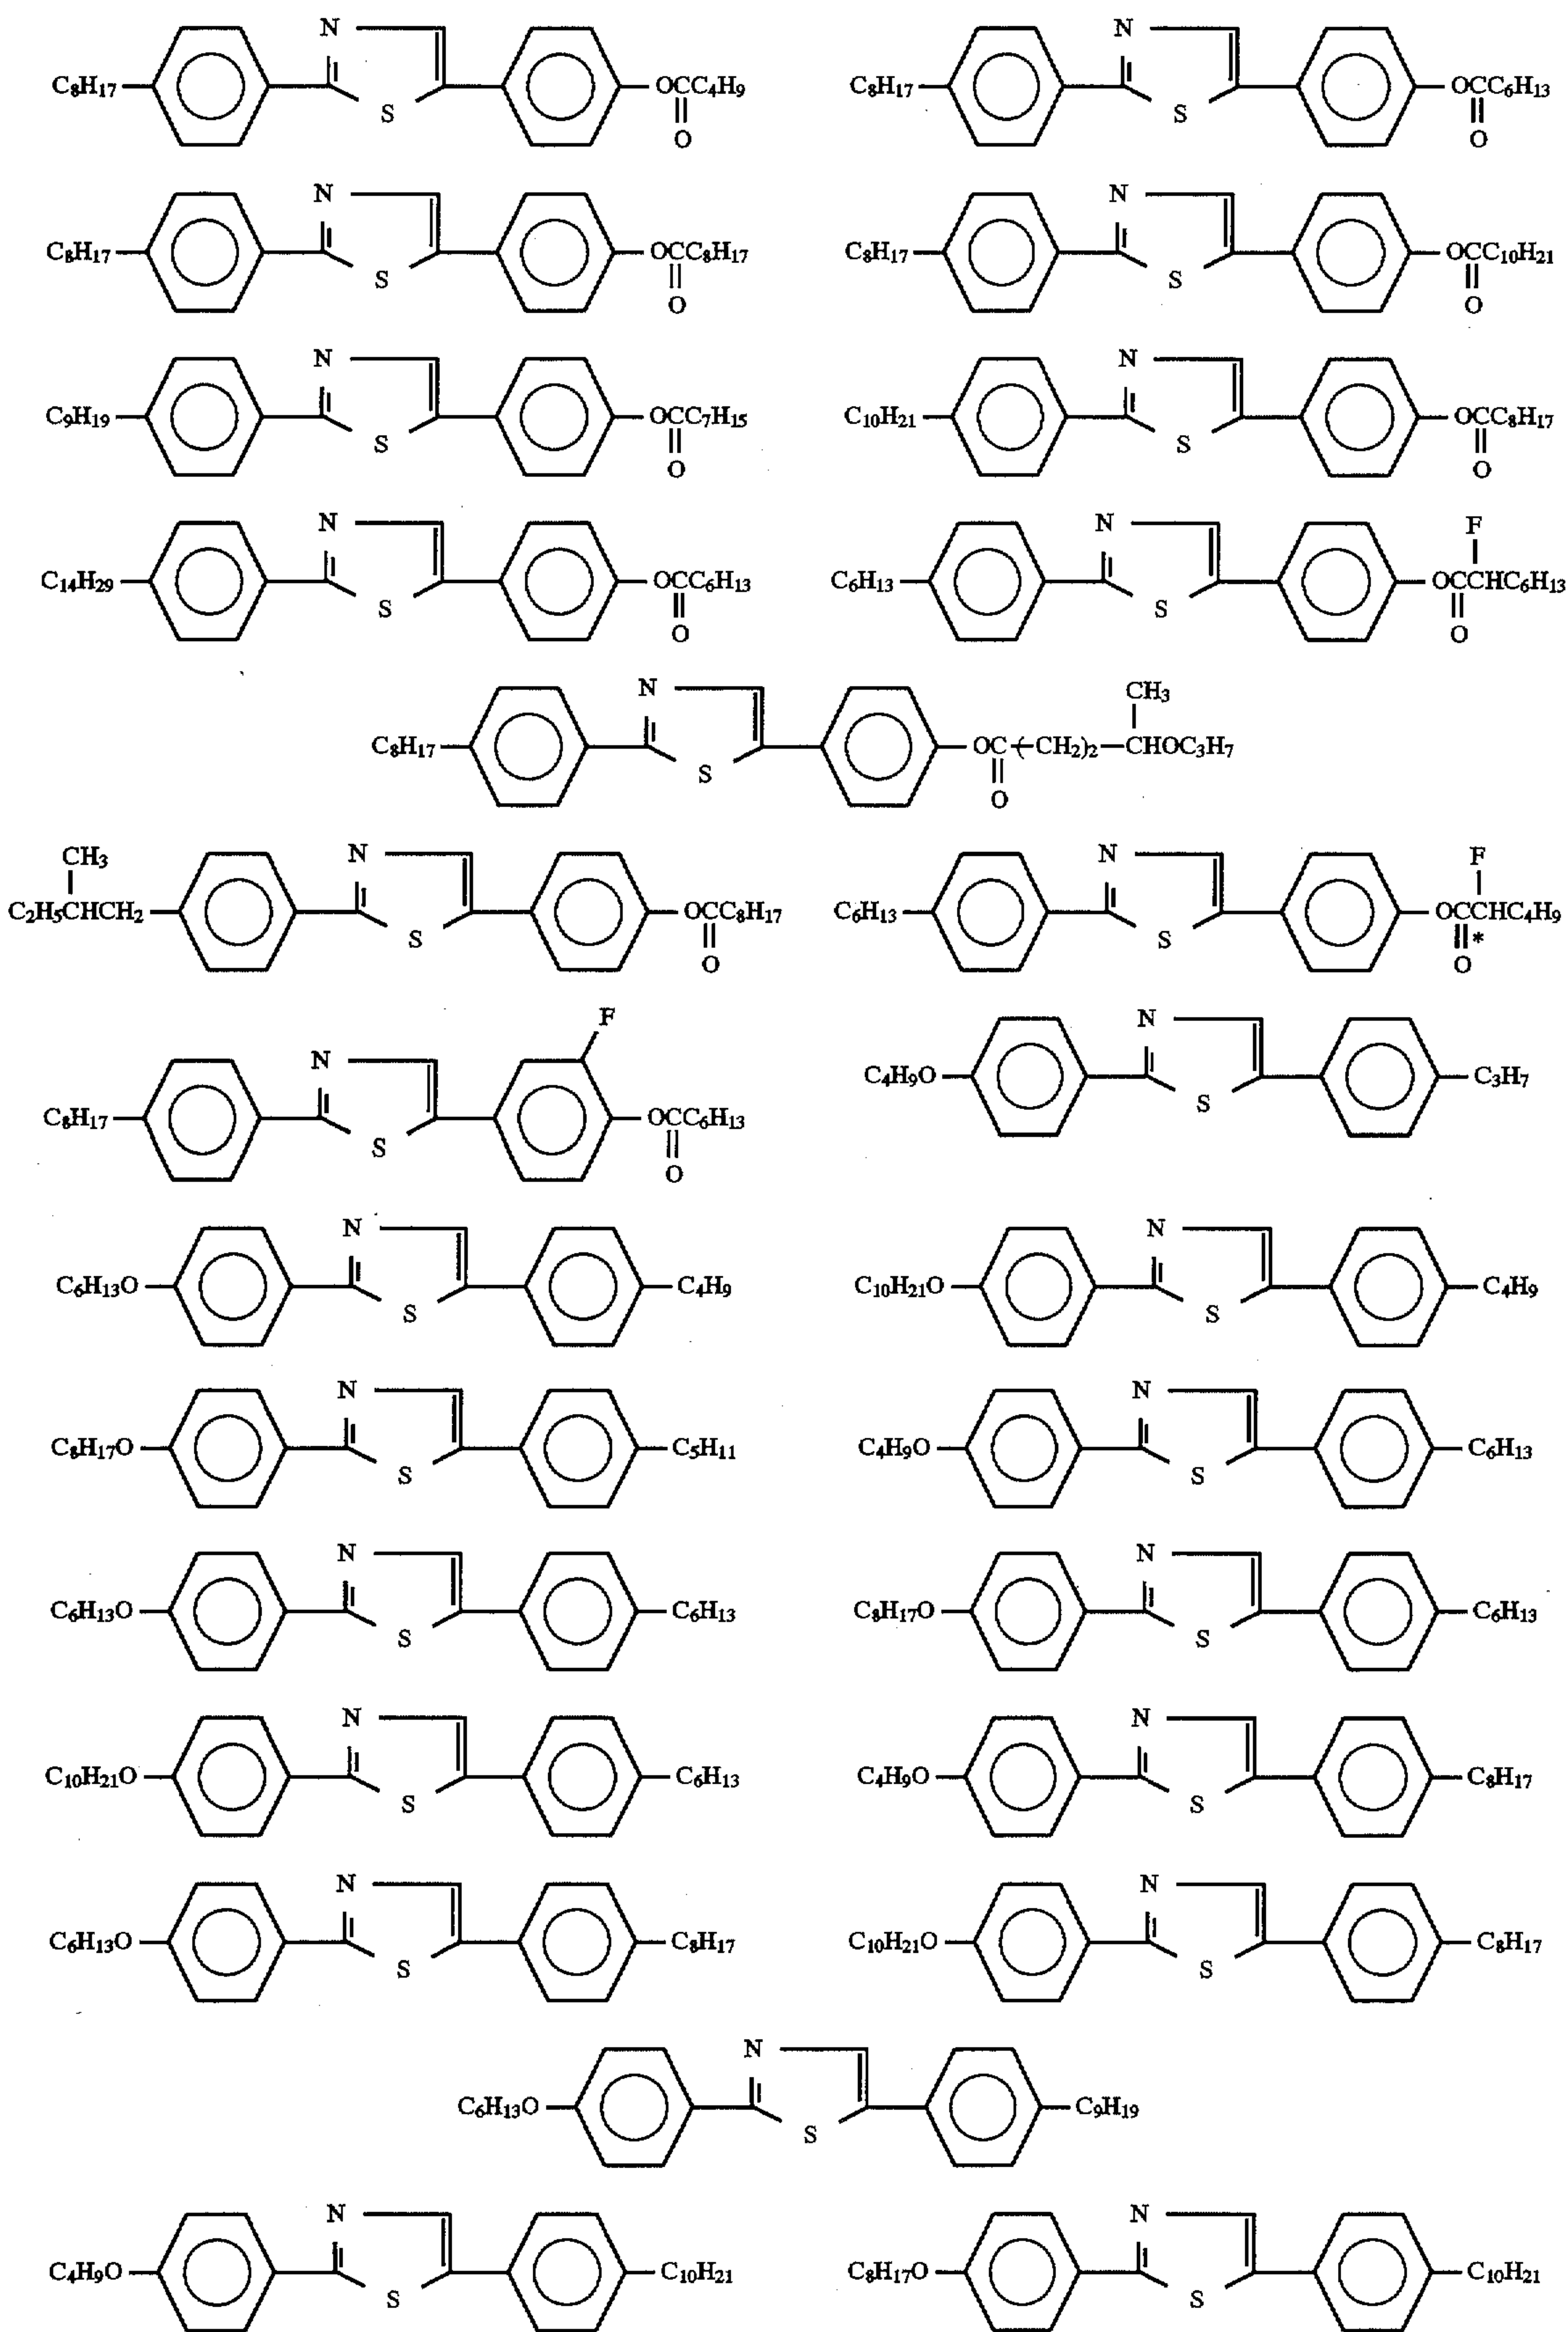 N N
C8H17 S OCC4H9 C8H17 S OCC6H13
O O
N N
C8H17 S OCC8H17 C8H17 S OCC10H21
O O
N N
C9H19 S OCC7H15 C10H21 S OCC8H17
O O
N N F
C14H29 S OCC6H13 C6H13 S OCCHC6H13
O O
N CH3
C8H17 S OC(CH2)2 CHOC3H7
O
CH3 N N F
C2H5CHCH2 S OCC8H17 C6H13 S OCCHC4H9
O O *
F
N N
C8H17 S OCC6H13 C4H9O S C3H7
O
N N
C6H13O S C4H9 C10H21O S C4H9
N N
C8H17O S C5H11 C4H9O S C6H13
N N
C6H13O S C6H13 C8H17O S C6H13
N N
C10H21O S C6H13 C4H9O S C8H17
N N
C6H13O S C8H17 C10H21O S C8H17
N
C6H13O S C9H19
N N
C4H9O S C10H21 C8H17O S C10H21